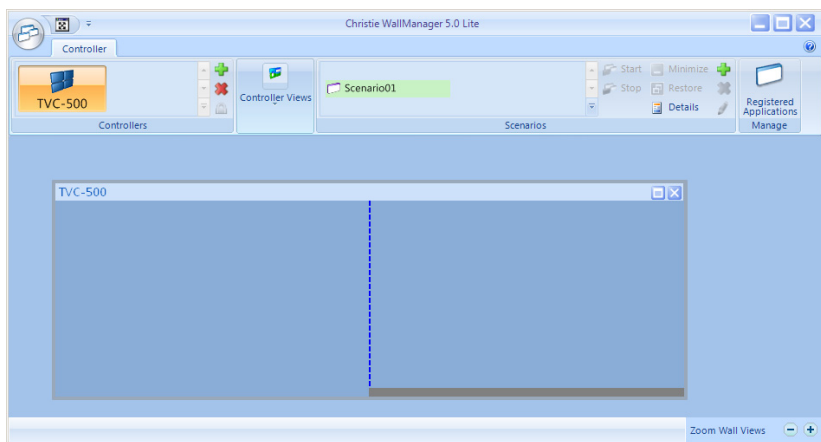 Christie WallManager 5.0 Lite
Controller
TVC-500
Controllers
Controller Views
Scenario01
Start
Minimize
Stop
Restore
Details
Scenarios
Registered
Applications
Manage
TVC-500
Zoom Wall Views